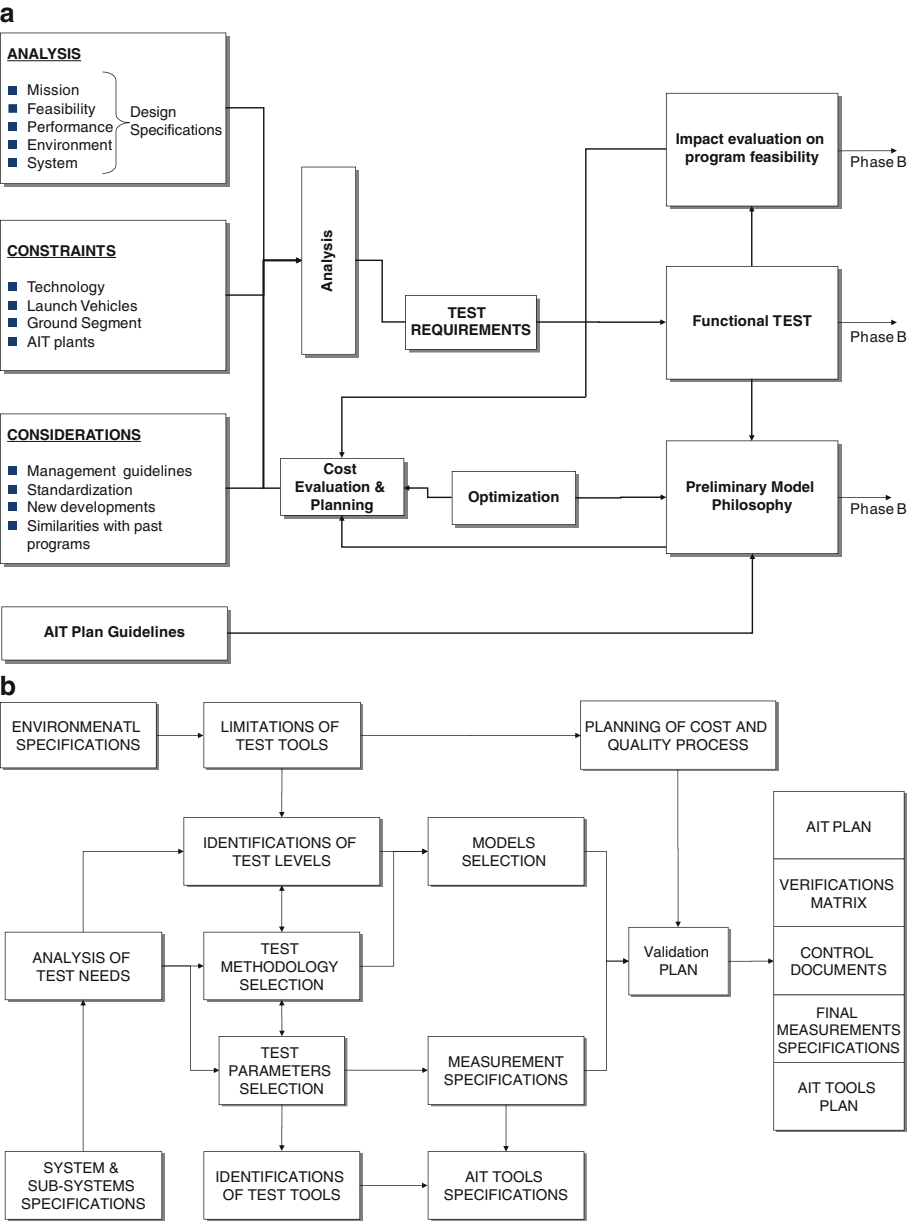 a
ANALYSIS
Mission
Feasibility
Performance
Environment
System
Design
Specifications
CONSTRAINTS
Technology
Launch Vehicles
Ground Segment
AIT plants
CONSIDERATIONS
Management guidelines
Standardization
New developments
Similarities with past
programs
AIT Plan Guidelines
Analysis
TEST
REQUIREMENTS
Cost
Evaluation &
Planning
Optimization
Impact evaluation on
program feasibility
Phase B
Functional TEST
Phase B
Preliminary Model
Philosophy
Phase B
b
ENVIRONMENATL
SPECIFICATIONS
LIMITATIONS OF
TEST TOOLS
PLANNING OF COST AND
QUALITY PROCESS
IDENTIFICATIONS OF
TEST LEVELS
MODELS
SELECTION
ANALYSIS OF
TEST NEEDS
TEST
METHODOLOGY
SELECTION
Validation
PLAN
TEST
PARAMETERS
SELECTION
MEASUREMENT
SPECIFICATIONS
SYSTEM &
SUB-SYSTEMS
SPECIFICATIONS
IDENTIFICATIONS
OF TEST TOOLS
AIT TOOLS
SPECIFICATIONS
AIT PLAN
VERIFICATIONS
MATRIX
CONTROL
DOCUMENTS
FINAL
MEASUREMENTS
SPECIFICATIONS
AIT TOOLS
PLAN